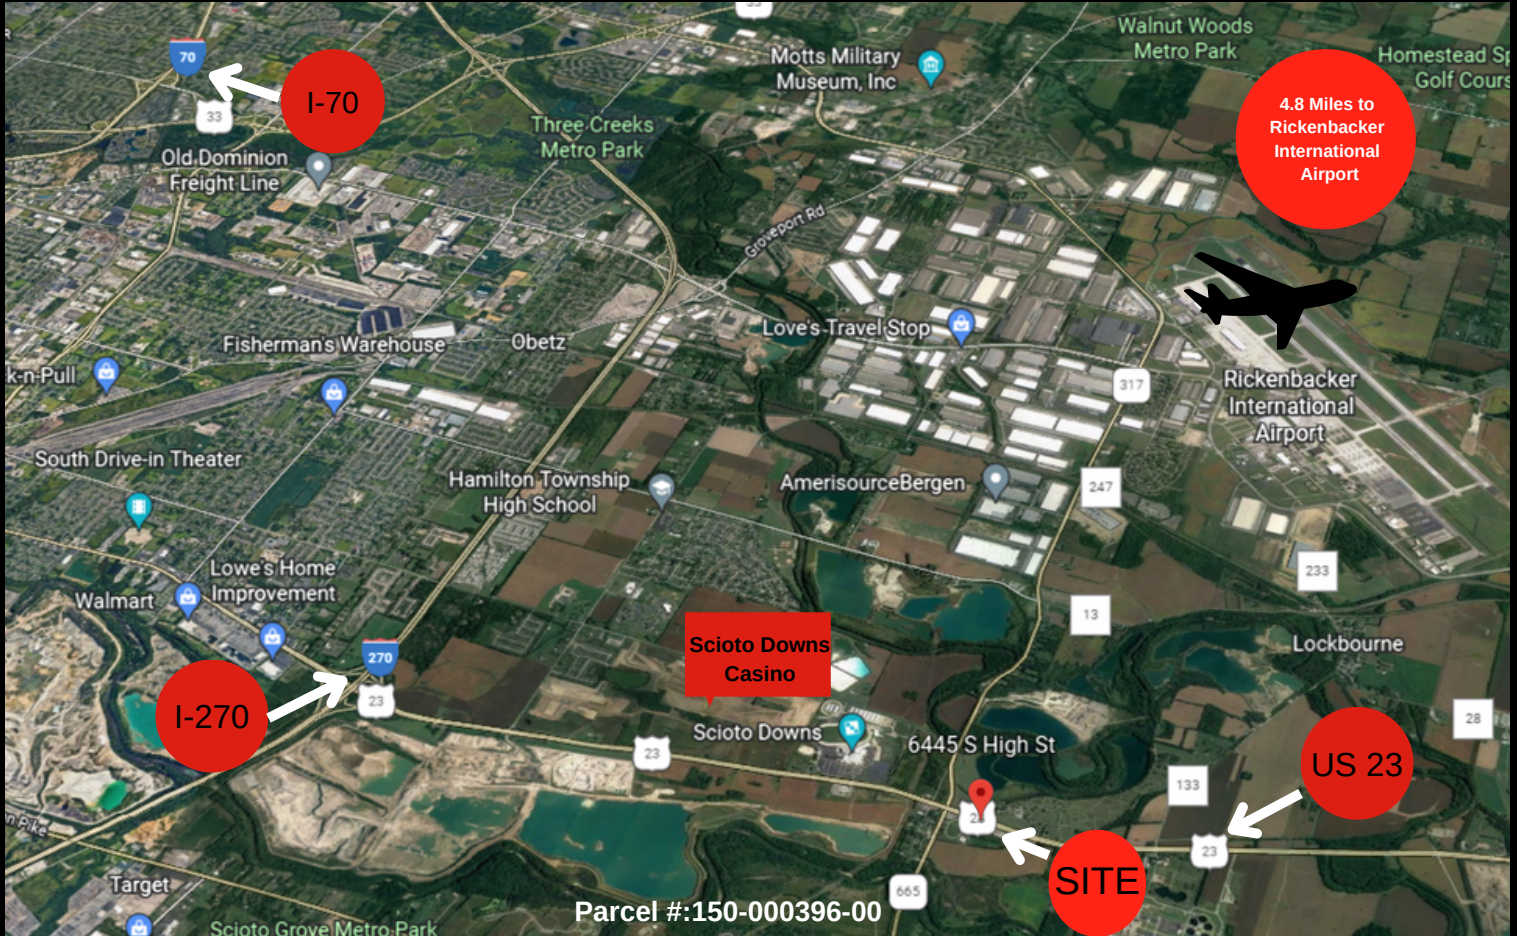 33
Walnut Woods
Metro Park
70
Motts Military
Museum, Inc
Homestead Sp
Golf Cours
I-70
33
4.8 Miles to
Rickenbacker
International
Airport
Three Creeks
Metro Park
Old Dominion
Freight Line
Groveport Rd
Love's Travel Stop
Fisherman's Warehouse
Obetz
k-n-Pull
317
Rickenbacker
International
Airport
South Drive-in Theater
Hamilton Township
High School
AmerisourceBergen
247
Lowe's Home
Improvement
Walmart
233
13
Scioto Downs
Casino
Lockbourne
270
23
I-270
28
Scioto Downs
6445 S High St
23
US 23
133
23
23
n Pike
SITE
Target
665
Parcel #:150-000396-00
Scioto Grove Metro Park